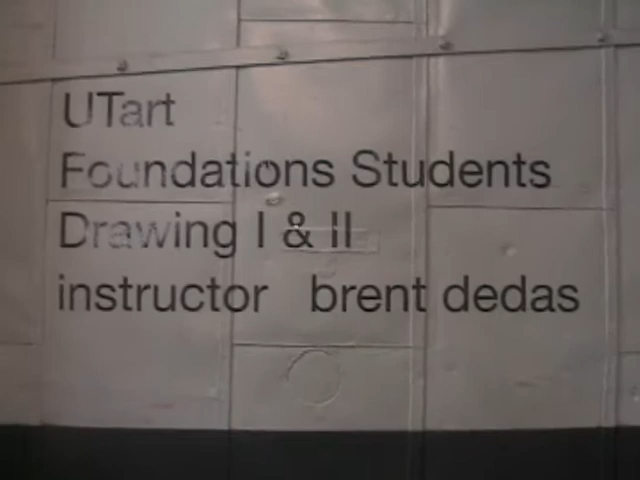 UTart
Foundations Students
Drawing I & II
instructor brent dedas